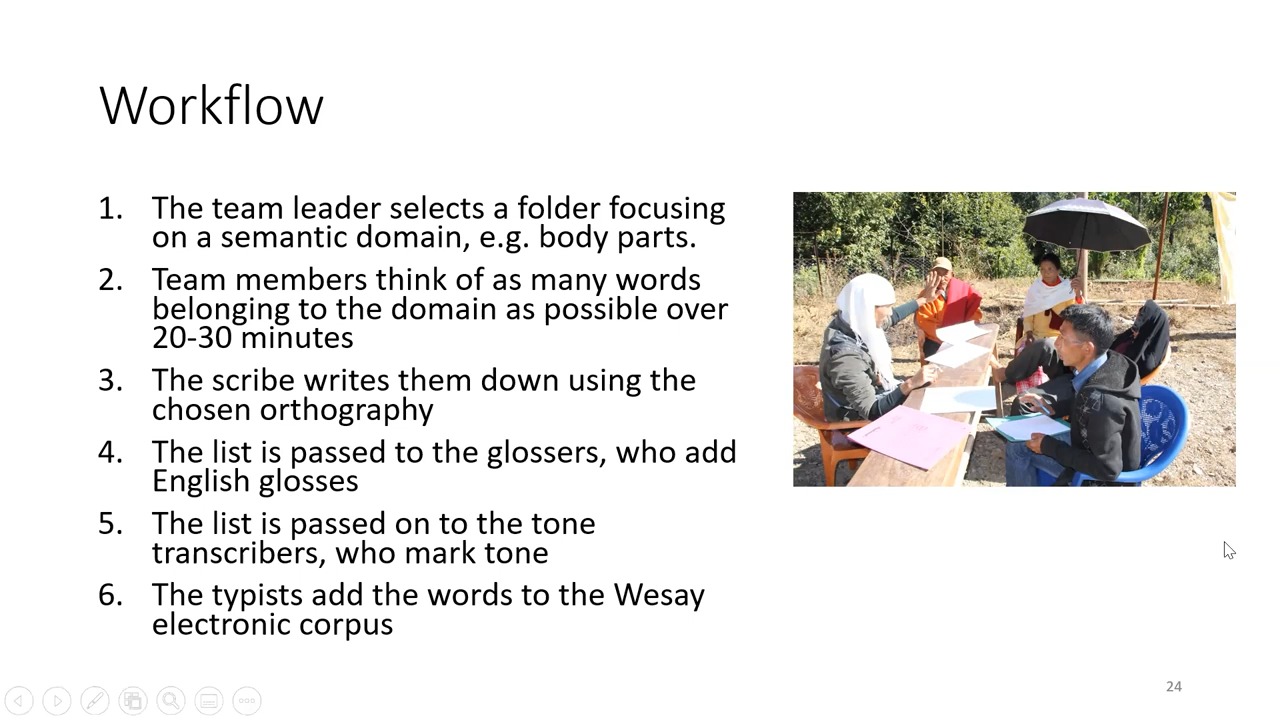 Workflow
1. The team leader selects a folder focusing
on a semantic domain, e.g. body parts.
2. Team members think of as many words
belonging to the domain as possible over
20-30 minutes
3. The scribe writes them down using the
chosen orthography
4. The list is passed to the glossers, who add
English glosses
5. The list is passed on to the tone
transcribers, who mark tone
6. The typists add the words to the Wesay
electronic corpus
24